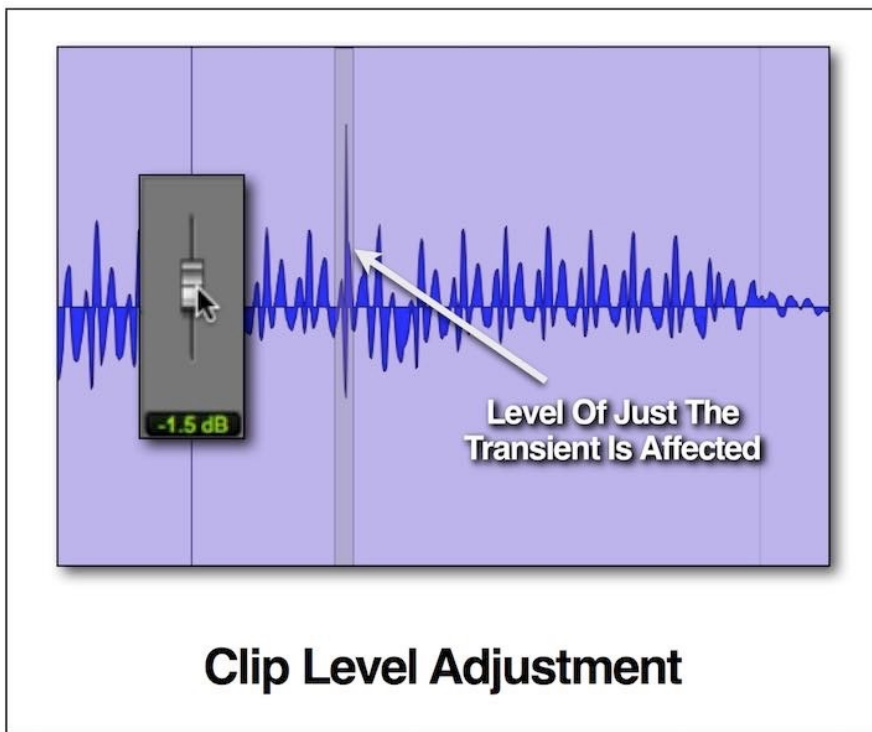 -1.5 dB
Level Of Just The
Transient Is Affected
Clip Level Adjustment